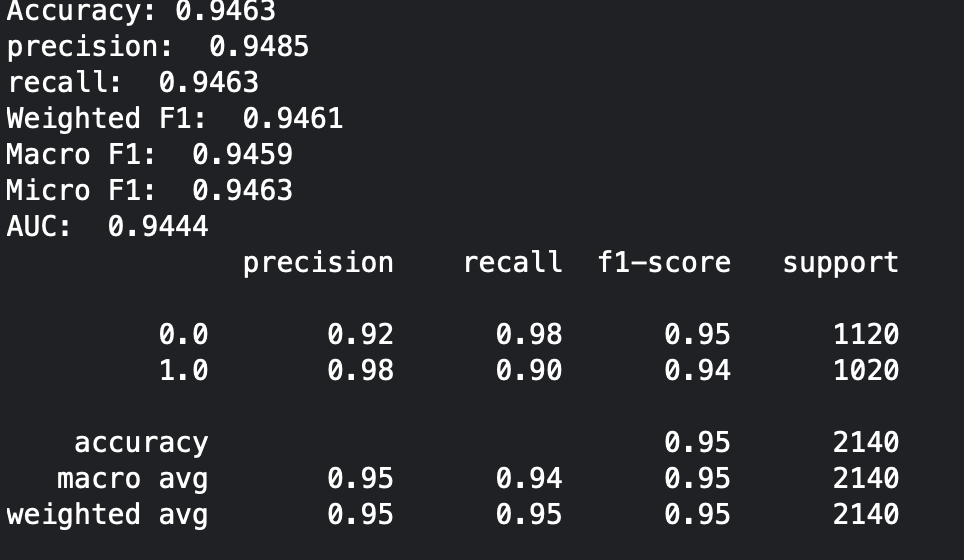 Accuracy: 0.9463
precision:  0.9485
recall:  0.9463
Weighted F1:  0.9461
Macro F1:  0.9459
Micro F1:  0.9463
AUC:  0.9444
              precision    recall  f1-score   support
         0.0       0.92      0.98      0.95      1120
         1.0       0.98      0.90      0.94      1020
    accuracy                           0.95      2140
   macro avg       0.95      0.94      0.95      2140
weighted avg       0.95      0.95      0.95      2140